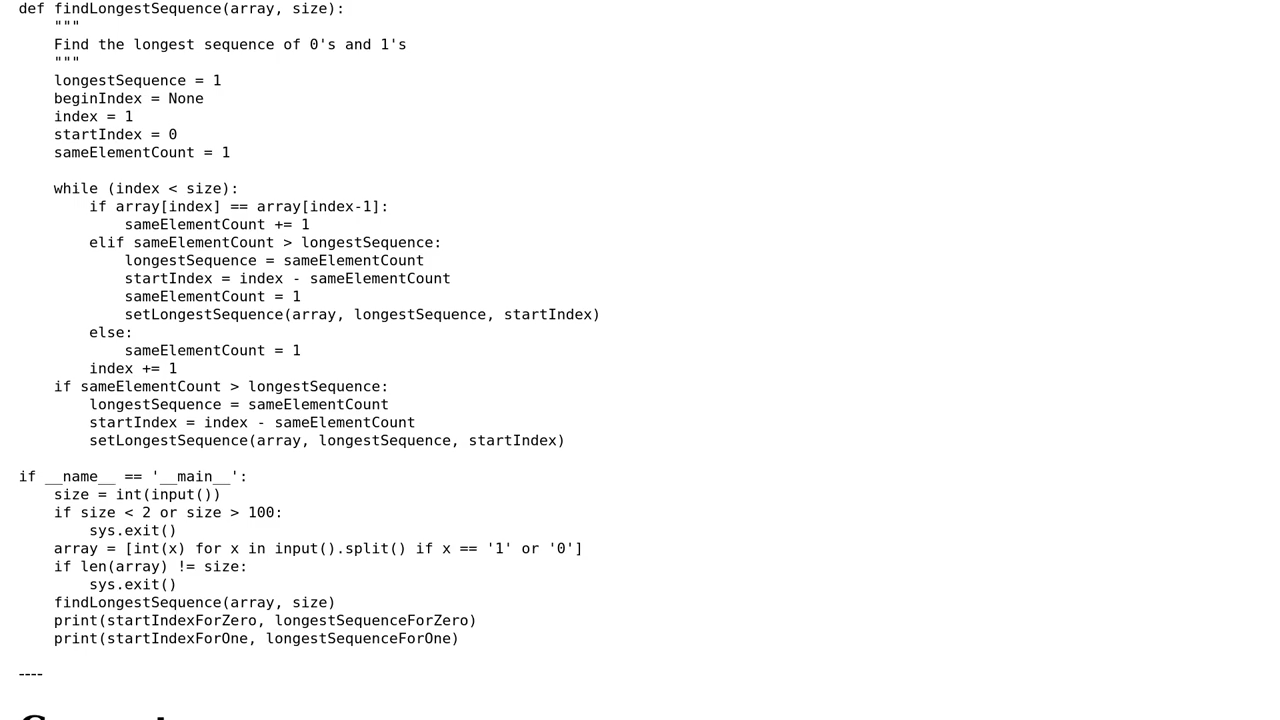 def findLongestSequence(array, size):
    """
    Find the longest sequence of 0's and 1's
    """
    longestSequence = 1
    beginIndex = None
    index = 1
    startIndex = 0
    sameElementCount = 1

    while (index < size):
        if array[index] == array[index-1]:
            sameElementCount += 1
        elif sameElementCount > longestSequence:
            longestSequence = sameElementCount
            startIndex = index - sameElementCount
            sameElementCount = 1
            setLongestSequence(array, longestSequence, startIndex)
        else:
            sameElementCount = 1
        index += 1
    if sameElementCount > longestSequence:
        longestSequence = sameElementCount
        startIndex = index - sameElementCount
        setLongestSequence(array, longestSequence, startIndex)

if __name__ == '__main__':
    size = int(input())
    if size < 2 or size > 100:
        sys.exit()
    array = [int(x) for x in input().split() if x == '1' or '0']
    if len(array) != size:
        sys.exit()
    findLongestSequence(array, size)
    print(startIndexForZero, longestSequenceForZero)
    print(startIndexForOne, longestSequenceForOne)

----